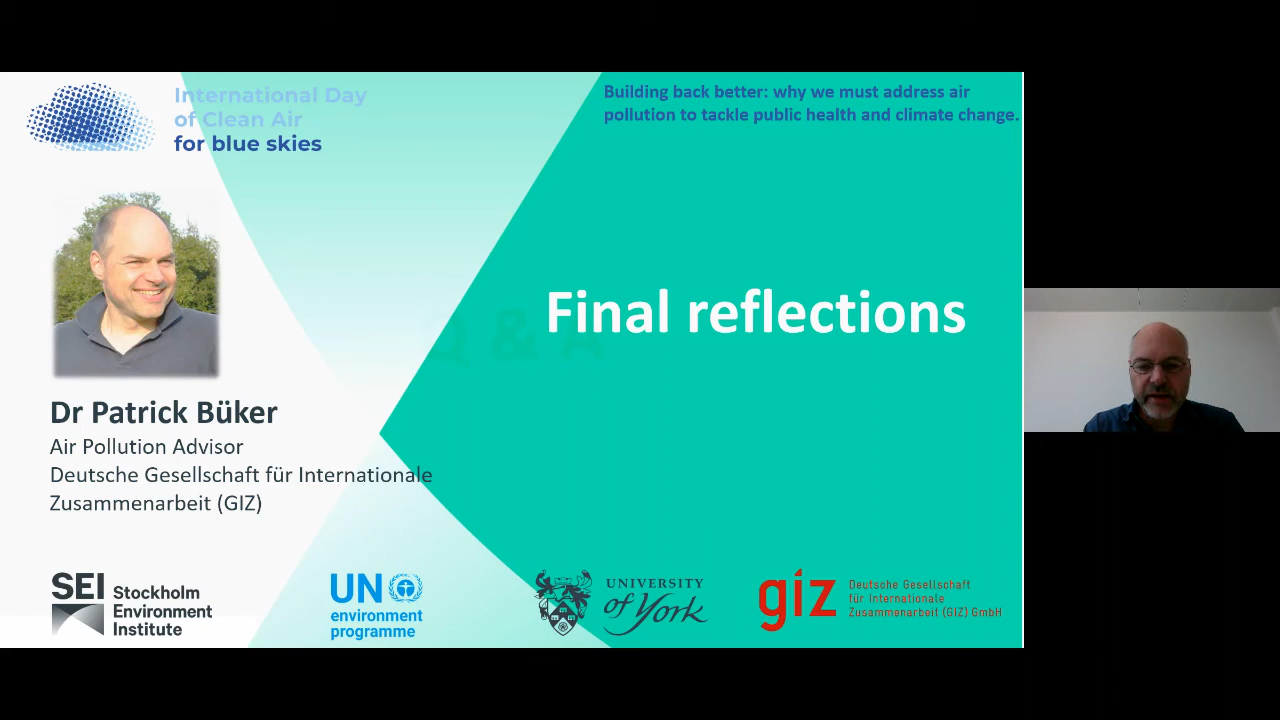 International Day
of Clean Air
for blue skies
Building back better: why we must address air
pollution to tackle public health and climate change.
Q & A
Final reflections
Dr Patrick Büker
Air Pollution Advisor
Deutsche Gesellschaft für Internationale
Zusammenarbeit (GIZ)
SEI
Stockholm
Environment
Institute
UN
environment
programme
UNIVERSITY
of York
giz
Deutsche Gesellschaft
für Internationale
Zusammenarbeit (GIZ) GmbH